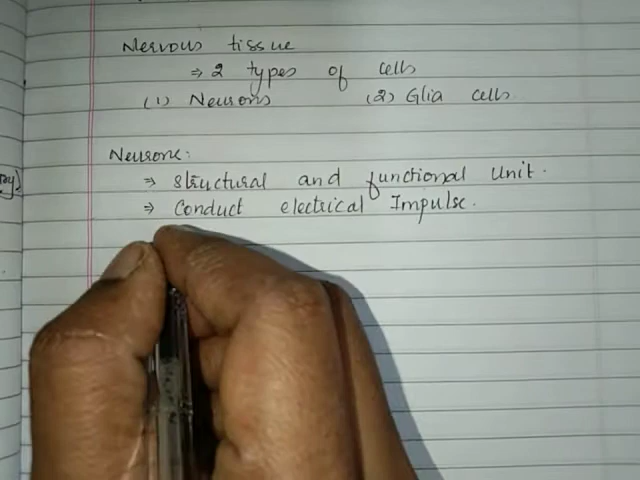 Nervous tissue
⇒ 2 types of cells
(1) Neurons (2) Glia cells.
Neurone:
⇒ structural and functional Unit.
⇒ Conduct electrical Impulse.